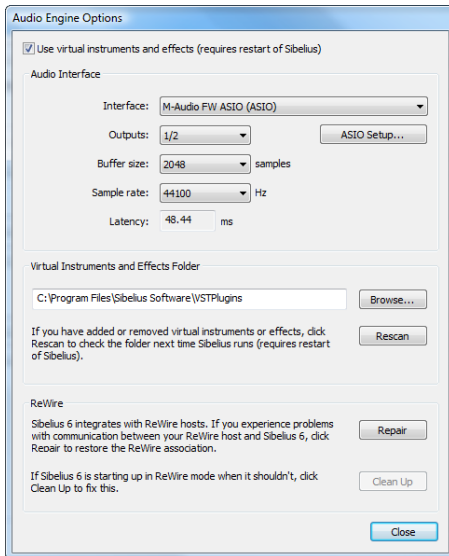 Audio Engine Options
Use virtual instruments and effects (requires restart of Sibelius)
Audio Interface
Interface: M-Audio FW ASIO (ASIO)
Outputs: 1/2 ASIO Setup...
Buffer size: 2048 samples
Sample rate: 44100 Hz
Latency: 48.44 ms
Virtual Instruments and Effects Folder
C:\Program Files\Sibelius Software\VSTPlugins Browse...
If you have added or removed virtual instruments or effects, click
Rescan to check the folder next time Sibelius runs (requires restart
of Sibelius).
Rescan
ReWire
Sibelius 6 integrates with ReWire hosts. If you experience problems
with communication between your ReWire host and Sibelius 6, click
Repair to restore the ReWire association.
Repair
If Sibelius 6 is starting up in ReWire mode when it shouldn't, click
Clean Up to fix this.
Clean Up
Close